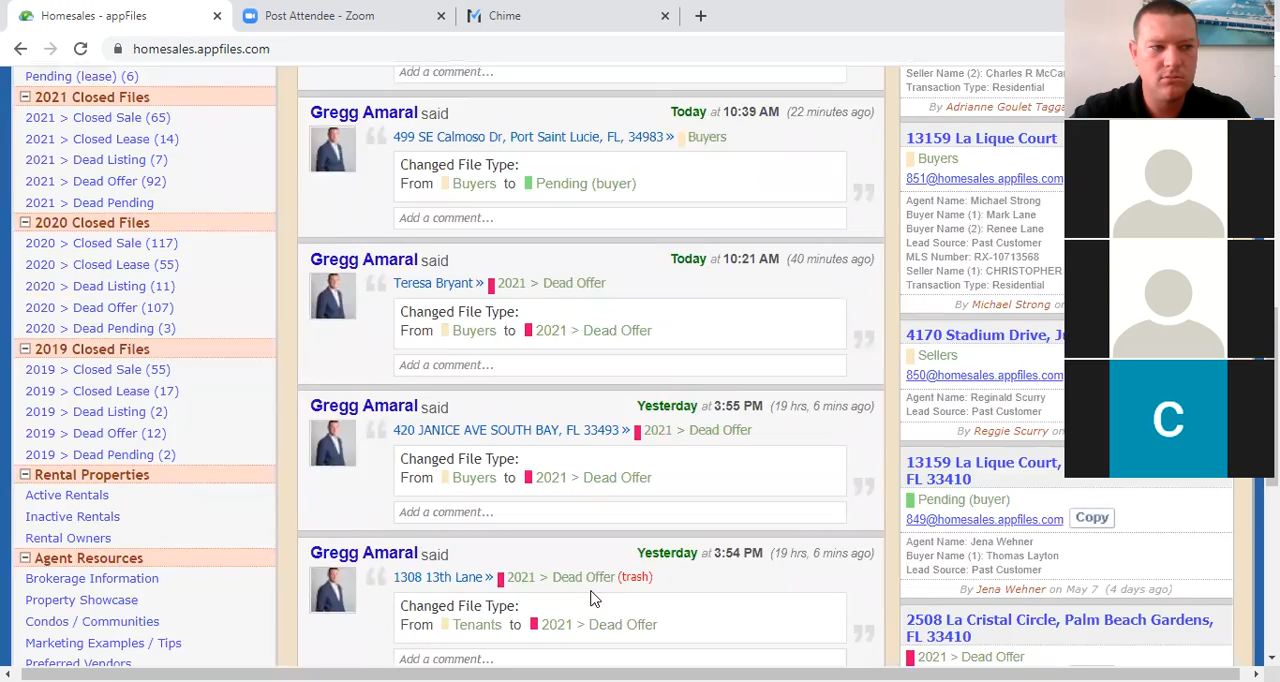 Homesales - appFiles
Post Attendee - Zoom
Chime
homesales.appfiles.com
Pending (lease) (6)
2021 Closed Files
2021 > Closed Sale (65)
2021 > Closed Lease (14)
2021 > Dead Listing (7)
2021 > Dead Offer (92)
2021 > Dead Pending
2020 Closed Files
2020 > Closed Sale (117)
2020 > Closed Lease (55)
2020 > Dead Listing (11)
2020 > Dead Offer (107)
2020 > Dead Pending (3)
2019 Closed Files
2019 > Closed Sale (55)
2019 > Closed Lease (17)
2019 > Dead Listing (2)
2019 > Dead Offer (12)
2019 > Dead Pending (2)
Rental Properties
Active Rentals
Inactive Rentals
Rental Owners
Agent Resources
Brokerage Information
Property Showcase
Condos / Communities
Marketing Examples / Tips
Preferred Vendors
Add a comment...
Gregg Amaral said Today at 10:39 AM (22 minutes ago)
499 SE Calmoso Dr, Port Saint Lucie, FL, 34983 » Buyers
Changed File Type:
From Buyers to Pending (buyer)
Add a comment...
Gregg Amaral said Today at 10:21 AM (40 minutes ago)
Teresa Bryant » 2021 > Dead Offer
Changed File Type:
From Buyers to 2021 > Dead Offer
Add a comment...
Gregg Amaral said Yesterday at 3:55 PM (19 hrs, 6 mins ago)
420 JANICE AVE SOUTH BAY, FL 33493 » 2021 > Dead Offer
Changed File Type:
From Buyers to 2021 > Dead Offer
Add a comment...
Gregg Amaral said Yesterday at 3:54 PM (19 hrs, 6 mins ago)
1308 13th Lane » 2021 > Dead Offer (trash)
Changed File Type:
From Tenants to 2021 > Dead Offer
Add a comment...
Seller Name (2): Charles R McCar
Transaction Type: Residential
By Adrianne Goulet Tagga
13159 La Lique Court
Buyers
851@homesales.appfiles.com
Agent Name: Michael Strong
Buyer Name (1): Mark Lane
Buyer Name (2): Renee Lane
Lead Source: Past Customer
MLS Number: RX-10713568
Seller Name (1): CHRISTOPHER
Transaction Type: Residential
By Michael Strong on
4170 Stadium Drive, Ju
Sellers
850@homesales.appfiles.com
Agent Name: Reginald Scurry
Lead Source: Past Customer
By Reggie Scurry on
13159 La Lique Court,
FL 33410
Pending (buyer)
849@homesales.appfiles.com Copy
Agent Name: Jena Wehner
Buyer Name (1): Thomas Layton
Lead Source: Past Customer
By Jena Wehner on May 7 (4 days ago)
2508 La Cristal Circle, Palm Beach Gardens,
FL 33410
2021 > Dead Offer
C